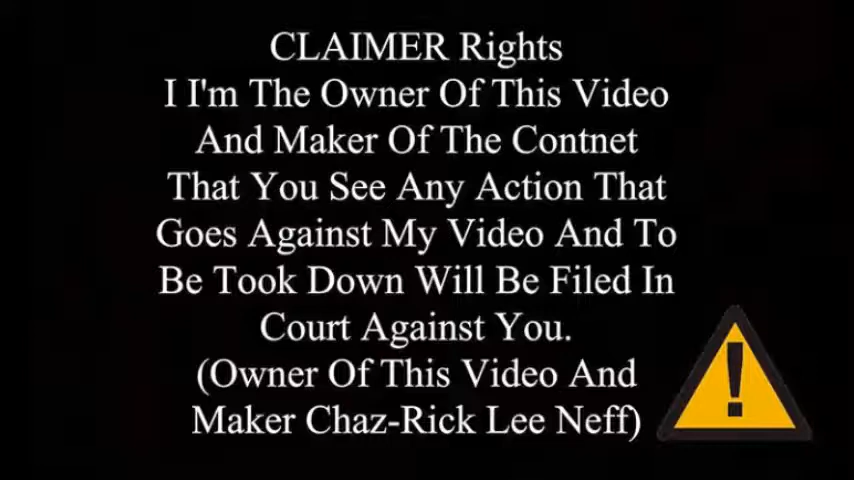 CLAIMER Rights
I I'm The Owner Of This Video
And Maker Of The Contnet
That You See Any Action That
Goes Against My Video And To
Be Took Down Will Be Filed In
Court Against You.
(Owner Of This Video And
Maker Chaz-Rick Lee Neff)
!